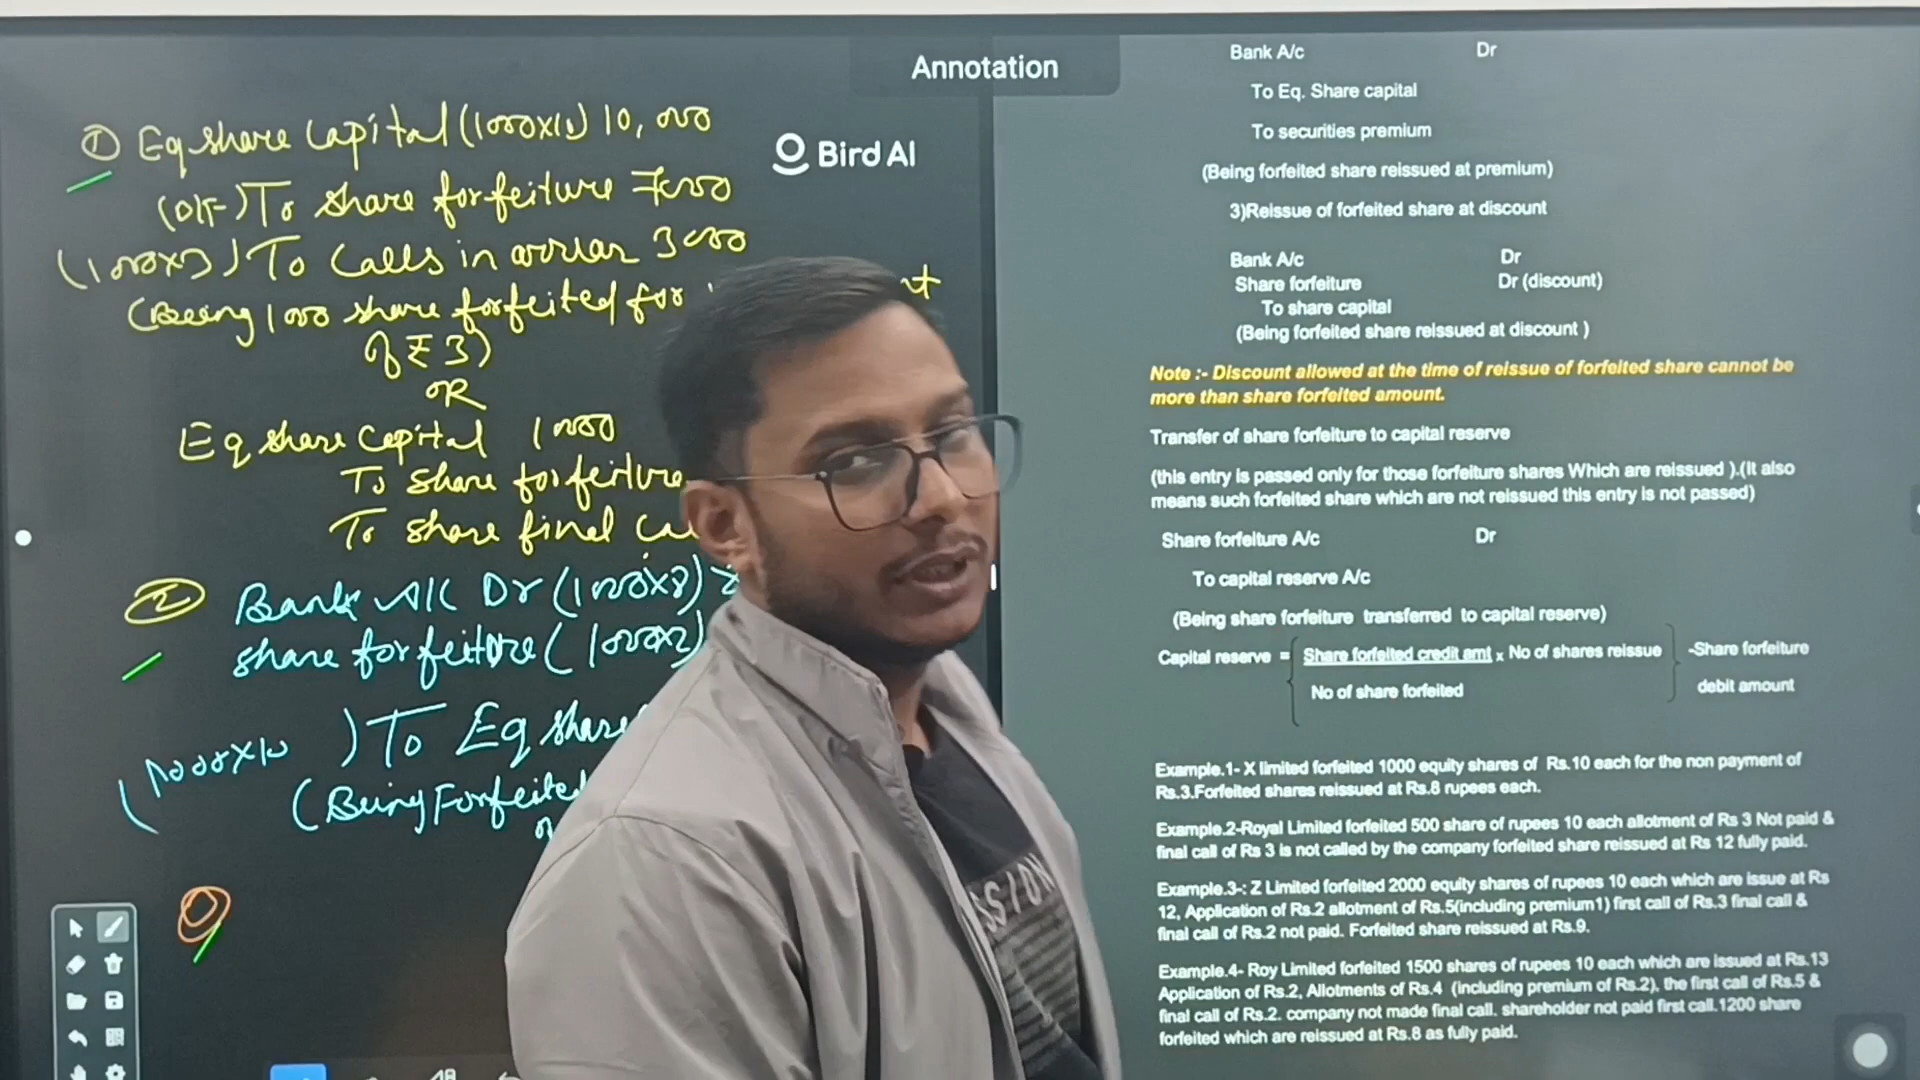 Annotation
Bird AI
① Eq share Capital (1000x10) 10,000
(O/F) To share forfeiture 7000
(1000x3) To Calls in arrear 3000
(Being 1000 share forfeited for
of ₹ 3)
OR
Eq share Capital 1000
To share forfeiture
To share final
② Bank A/C Dr (1000x8)
share forfeiture (1000x2)
(1000x10 ) To Eq share
(Being Forfeited
Bank A/c Dr
To Eq. Share capital
To securities premium
(Being forfeited share reissued at premium)
3)Reissue of forfeited share at discount
Bank A/c Dr
Share forfeiture Dr (discount)
To share capital
(Being forfeited share reissued at discount )
Note :- Discount allowed at the time of reissue of forfeited share cannot be
more than share forfeited amount.
Transfer of share forfeiture to capital reserve
(this entry is passed only for those forfeiture shares Which are reissued ).(It also
means such forfeited share which are not reissued this entry is not passed)
Share forfeiture A/c Dr
To capital reserve A/c
(Being share forfeiture transferred to capital reserve)
Capital reserve = Share forfeited credit amt x No of shares reissue -Share forfeiture
No of share forfeited debit amount
Example.1- X limited forfeited 1000 equity shares of Rs.10 each for the non payment of
Rs.3.Forfeited shares reissued at Rs.8 rupees each.
Example.2-Royal Limited forfeited 500 share of rupees 10 each allotment of Rs 3 Not paid &
final call of Rs 3 is not called by the company forfeited share reissued at Rs 12 fully paid.
Example.3-: Z Limited forfeited 2000 equity shares of rupees 10 each which are issue at Rs
12, Application of Rs.2 allotment of Rs.5(including premium1) first call of Rs.3 final call &
final call of Rs.2 not paid. Forfeited share reissued at Rs.9.
Example.4- Roy Limited forfeited 1500 shares of rupees 10 each which are issued at Rs.13
Application of Rs.2, Allotments of Rs.4 (including premium of Rs.2), the first call of Rs.5 &
final call of Rs.2. company not made final call. shareholder not paid first call.1200 share
forfeited which are reissued at Rs.8 as fully paid.